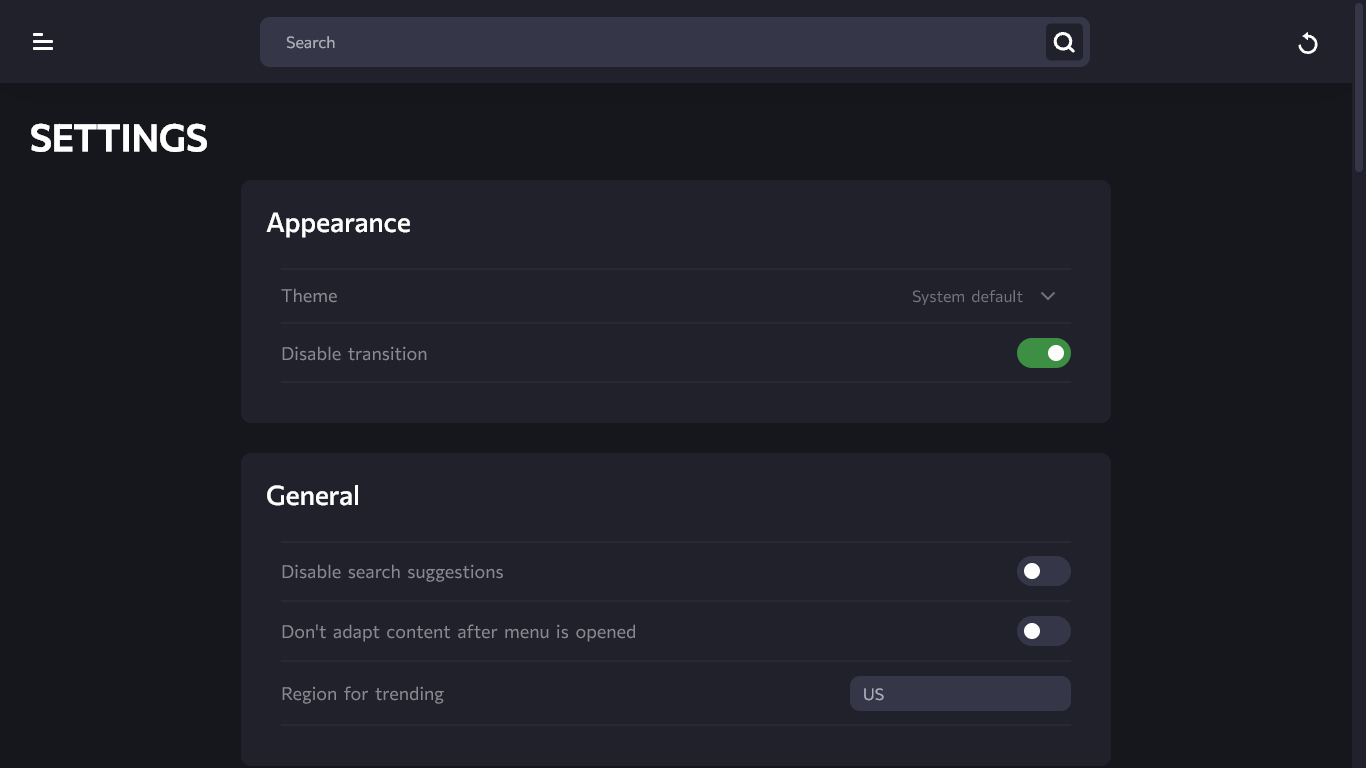 Search
SETTINGS
Appearance
Theme
System default
Disable transition
General
Disable search suggestions
Don't adapt content after menu is opened
Region for trending
US